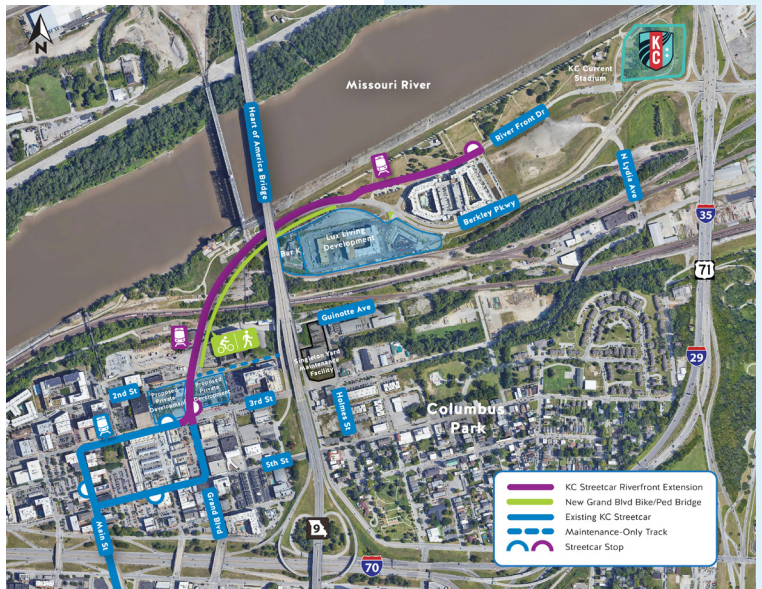 N
Missouri River
KC
KC Current
Stadium
Heart of America Bridge
River Front Dr
N Lydia Ave
Berkley Pkwy
35
Lux Living
Development
Bar K
71
Guinotte Ave
29
Singleton Yard
Maintenance
Facility
2nd St
Proposed
Private
Development
Proposed
Private
Development
3rd St
Holmes St
Columbus
Park
5th St
Grand Blvd
Main St
9
70
KC Streetcar Riverfront Extension
New Grand Blvd Bike/Ped Bridge
Existing KC Streetcar
Maintenance-Only Track
Streetcar Stop